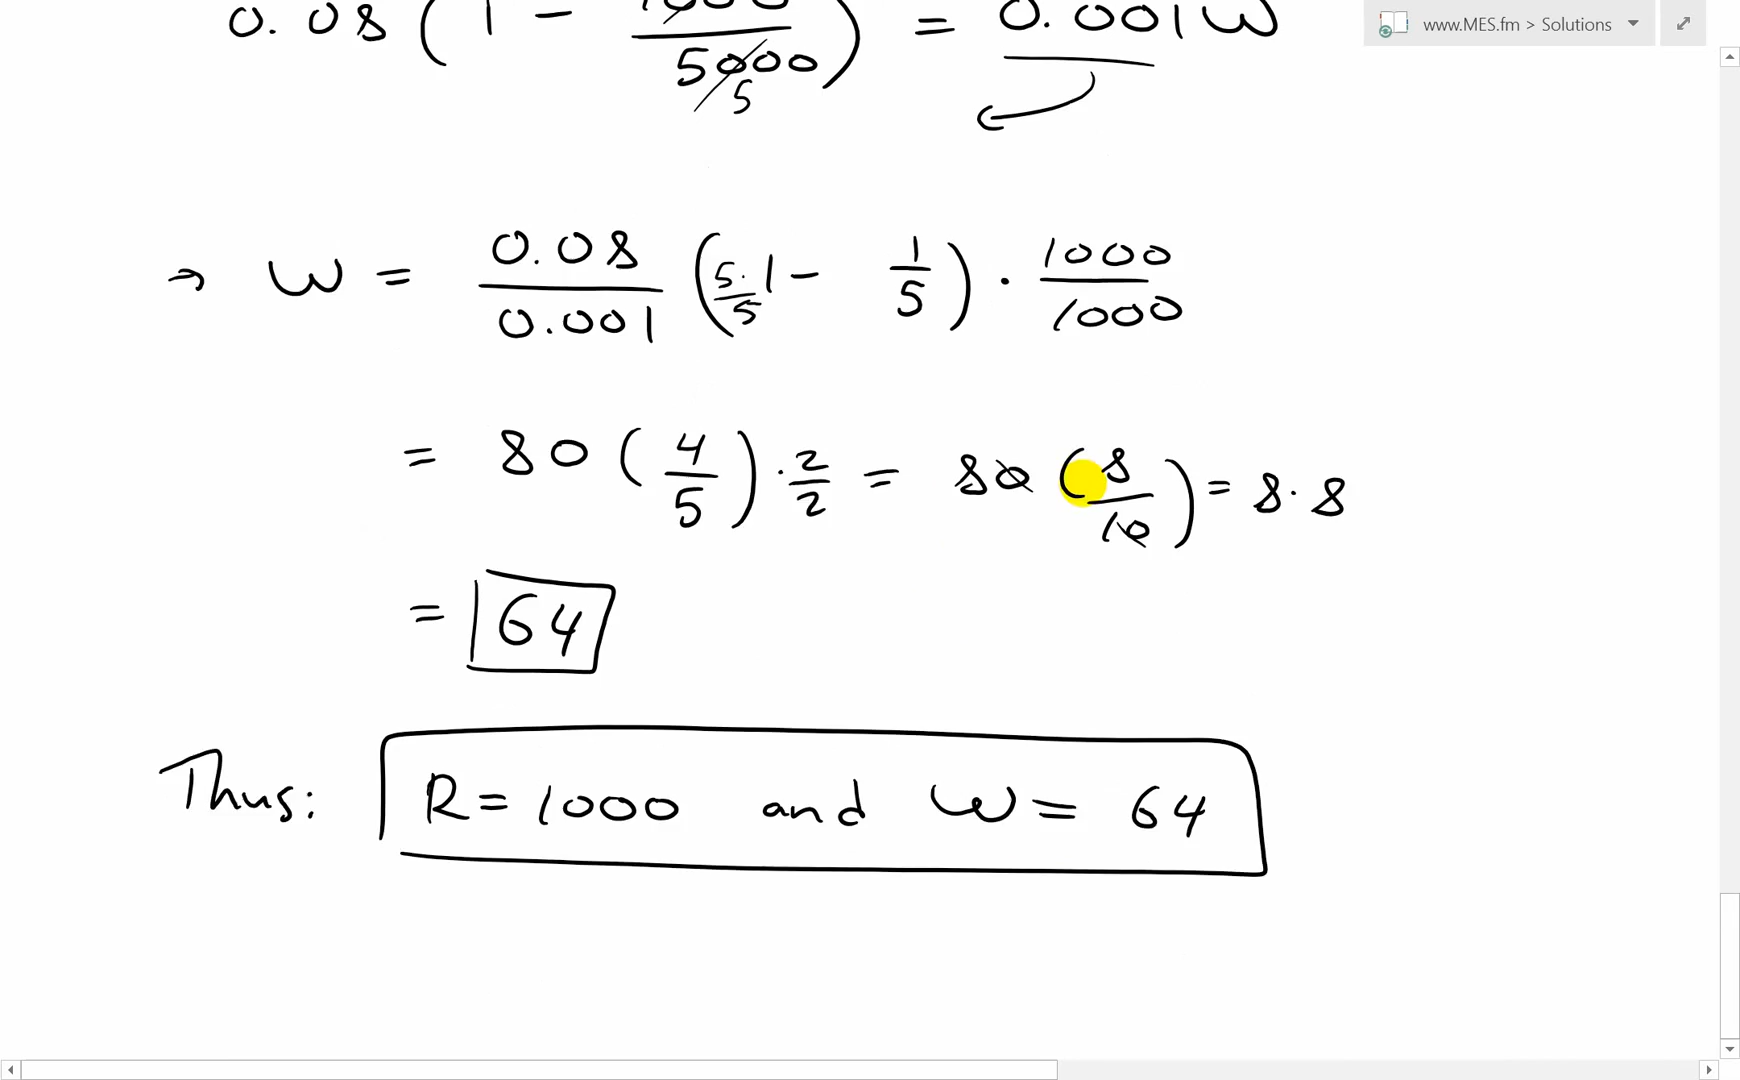 0.08 ( 1 - 1000/5000 5 ) = 0.001W
www.MES.fm > Solutions
→ W = 0.08/0.001 ( 5/5 · 1 - 1/5 ) · 1000/1000
= 80 ( 4/5 ) · 2/2 = 80 ( 8/10 ) = 8 · 8
= 64
Thus: R = 1000 and W = 64